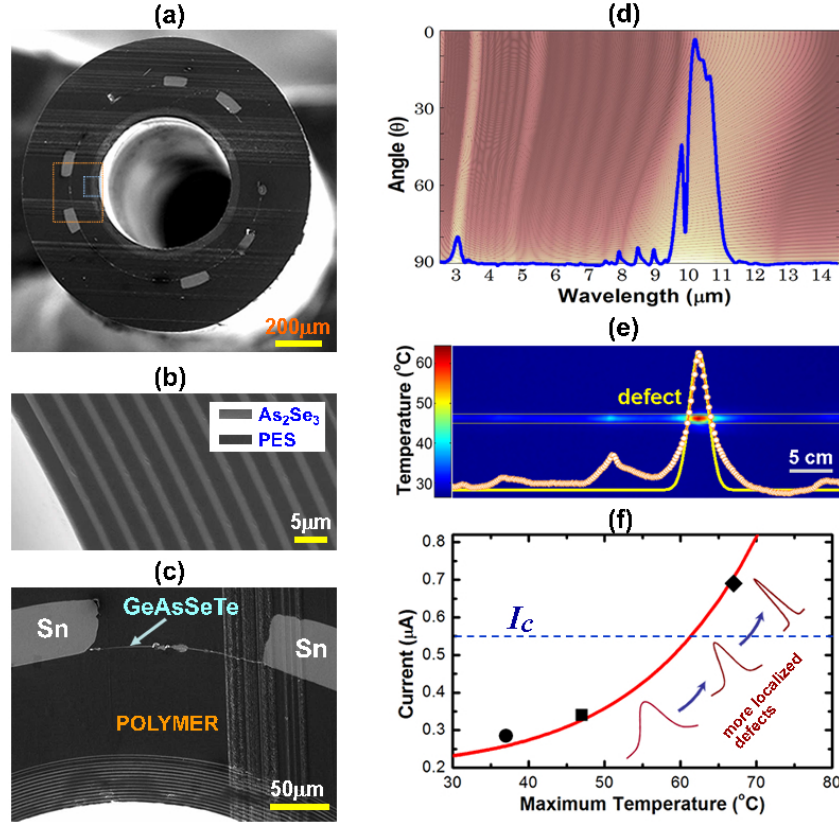 (a)
200μm
(b)
As₂Se₃
PES
5μm
(c)
GeAsSeTe
Sn
Sn
POLYMER
50μm
(d)
Angle (θ)
0
30
60
90
3 4 5 6 7 8 9 10 11 12 13 14
Wavelength (μm)
(e)
Temperature (°C)
60
50
40
30
defect
5 cm
(f)
Current (μA)
0.8
0.7
0.6
0.5
0.4
0.3
0.2
I_c
more localized
defects
30 40 50 60 70 80
Maximum Temperature (°C)